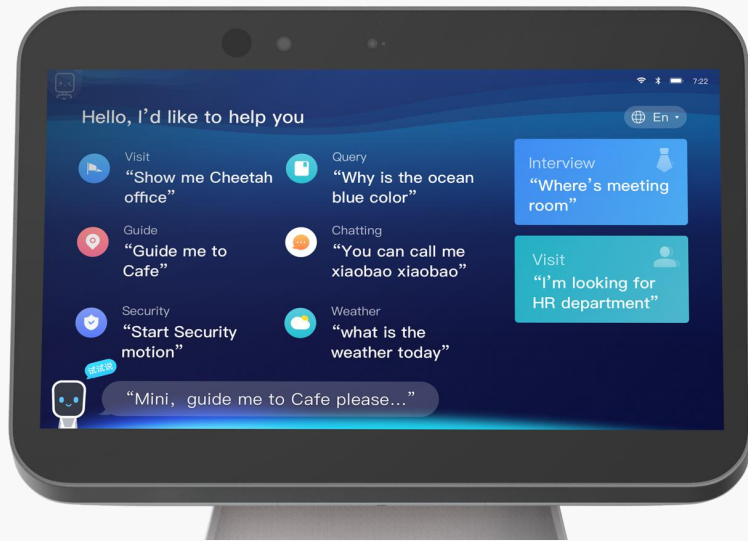 7:22
Hello, I’d like to help you
En
Visit
“Show me Cheetah
office”
Query
“Why is the ocean
blue color”
Interview
“Where’s meeting
room”
Guide
“Guide me to
Cafe”
Chatting
“You can call me
xiaobao xiaobao”
Visit
“I’m looking for
HR department”
Security
“Start Security
motion”
Weather
“what is the
weather today”
试试说
“Mini, guide me to Cafe please...”